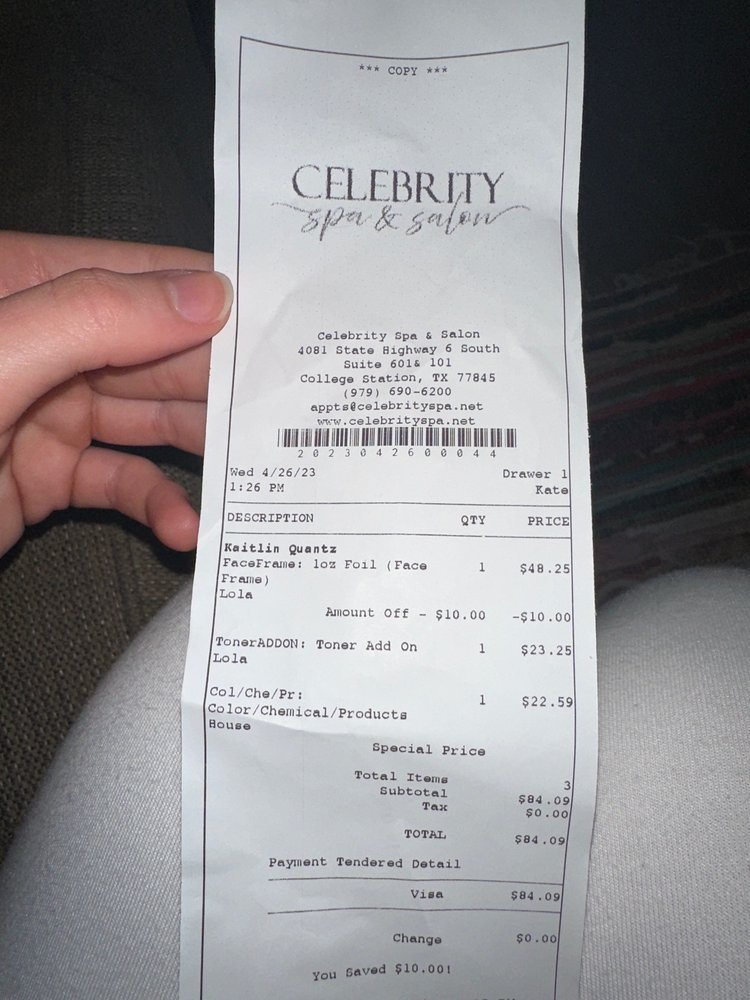 *** COPY ***
CELEBRITY
spa & salon
Celebrity Spa & Salon
4081 State Highway 6 South
Suite 601& 101
College Station, TX 77845
(979) 690-6200
appts@celebrityspa.net
www.celebrityspa.net
20230426000044
Wed 4/26/23 Drawer 1
1:26 PM Kate
DESCRIPTION QTY PRICE
Kaitlin Quantz
FaceFrame: 1oz Foil (Face 1 $48.25
Frame)
Lola
Amount Off - $10.00 -$10.00
TonerADDON: Toner Add On 1 $23.25
Lola
Col/Che/Pr: 1 $22.59
Color/Chemical/Products
House
Special Price
Total Items 3
Subtotal $84.09
Tax $0.00
TOTAL $84.09
Payment Tendered Detail
Visa $84.09
Change $0.00
You Saved $10.00!